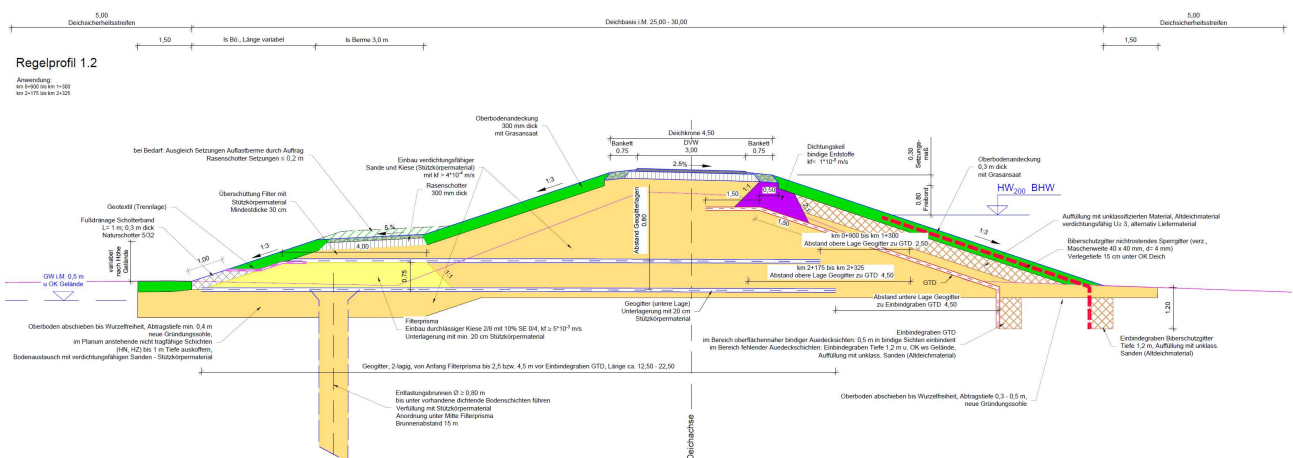 5,00
Deichsicherheitsstreifen
Deichbasis i.M. 25,00 - 30,00
5,00
Deichsicherheitsstreifen
1,50
ls Bö., Länge variabel
ls Berme 3,0 m
1,50
Regelprofil 1.2
Anwendung:
km 0+900 bis km 1+300
km 2+175 bis km 2+325
Oberbodenandeckung
300 mm dick
mit Grasansaat
Deichkrone 4,50
Bankett
0.75
DVW
3,00
Bankett
0.75
2.5%
Dichtungskeil
bindige Erdstoffe
kf< 1*10⁻⁸ m/s
0,30
Setzungs-
maß
0,80
Freibord
Oberbodenandeckung
0,3 m dick
mit Grasansaat
HW200 BHW
bei Bedarf: Ausgleich Setzungen Auflastberme durch Auftrag
Rasenschotter Setzungen ≤ 0,2 m
Einbau verdichtungsfähiger
Sande und Kiese (Stützkörpermaterial)
mit kf > 4*10⁻⁴ m/s
Rasenschotter
300 mm dick
Überschüttung Filter mit
Stützkörpermaterial
Mindestdicke 30 cm
Geotextil (Trennlage)
Fußdränage Schotterband
L= 1 m; 0,3 m dick
Naturschotter 5/32
1:3
1:3
5%
4,00
1,00
variabel
nach Höhe
Gelände
GW i.M. 0,5 m
u OK Gelände
0,75
1:1
Abstand Geogitterlagen
0,80
1,50
1:1
0,50
2:1
1,50
1:3
km 0+900 bis km 1+300
Abstand obere Lage Geogitter zu GTD 2,50
km 2+175 bis km 2+325
Abstand obere Lage Geogitter zu GTD 4,50
GTD
Abstand untere Lage Geogitter
zu Einbindegraben GTD 4,50
Auffüllung mit unklassifizierten Material, Altdeichmaterial
verdichtungsfähig U≥ 3, alternativ Liefermaterial
Biberschutzgitter nichtrostendes Sperrgitter (verz.,
Maschenweite 40 x 40 mm, d= 4 mm)
Verlegetiefe 15 cm unter OK Deich
1,20
Geogitter (untere Lage)
Unterlagerung mit 20 cm
Stützkörpermaterial
Filterprisma
Einbau durchlässiger Kiese 2/8 mit 10% SE 0/4, kf ≥ 5*10⁻³ m/s
Unterlagerung mit min. 20 cm Stützkörpermaterial
Oberboden abschieben bis Wurzelfreiheit, Abtragstiefe min. 0,4 m
neue Gründungssohle,
im Planum anstehende nicht tragfähige Schichten
(HN, HZ) bis 1 m Tiefe auskoffern,
Bodenaustausch mit verdichtungsfähigen Sanden - Stützkörpermaterial
Einbindegraben GTD
im Bereich oberflächennaher bindiger Auedeckschichten: 0,5 m in bindige Sichten einbindent
im Bereich fehlender Auedeckschichten: Einbindegraben Tiefe 1,2 m u. OK ws Gelände,
Auffüllung mit unklass. Sanden (Altdeichmaterial)
Einbindegraben Biberschutzgitter
Tiefe 1,2 m, Auffüllung mit unklass.
Sanden (Altdeichmaterial)
Geogitter, 2-lagig, von Anfang Filterprisma bis 2,5 bzw. 4,5 m vor Einbindegraben GTD, Länge ca. 12,50 - 22,50
Entlastungsbrunnen Ø ≥ 0,80 m
bis unter vorhandene dichtende Bodenschichten führen
Verfüllung mit Stützkörpermaterial
Anordnung unter Mitte Filterprisma
Brunnenabstand 15 m
Oberboden abschieben bis Wurzelfreiheit, Abtragstiefe 0,3 - 0,5 m,
neue Gründungssohle
Deichachse